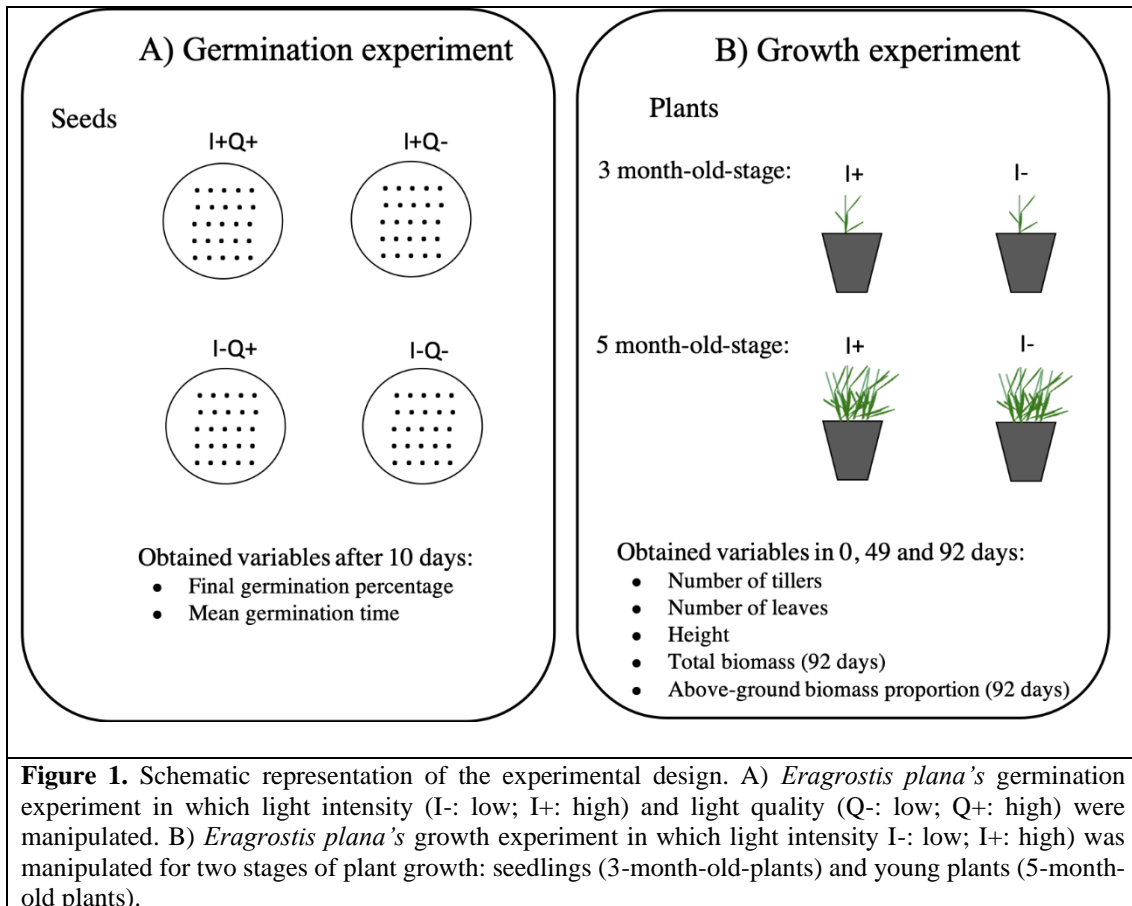 A) Germination experiment
Seeds
I+Q+
I+Q-
I-Q+
I-Q-
Obtained variables after 10 days:
• Final germination percentage
• Mean germination time
B) Growth experiment
Plants
3 month-old-stage:
I+
I-
5 month-old-stage:
I+
I-
Obtained variables in 0, 49 and 92 days:
• Number of tillers
• Number of leaves
• Height
• Total biomass (92 days)
• Above-ground biomass proportion (92 days)
Figure 1. Schematic representation of the experimental design. A) Eragrostis plana’s germination
experiment in which light intensity (I-: low; I+: high) and light quality (Q-: low; Q+: high) were
manipulated. B) Eragrostis plana’s growth experiment in which light intensity I-: low; I+: high) was
manipulated for two stages of plant growth: seedlings (3-month-old-plants) and young plants (5-month-
old plants).